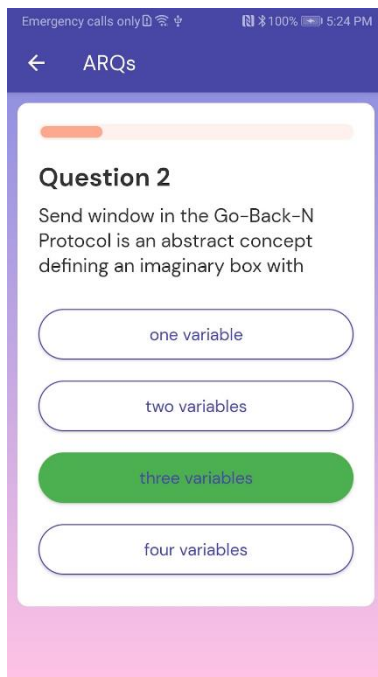 Emergency calls only 100% 5:24 PM
ARQs
Question 2
Send window in the Go-Back-N
Protocol is an abstract concept
defining an imaginary box with
one variable
two variables
three variables
four variables